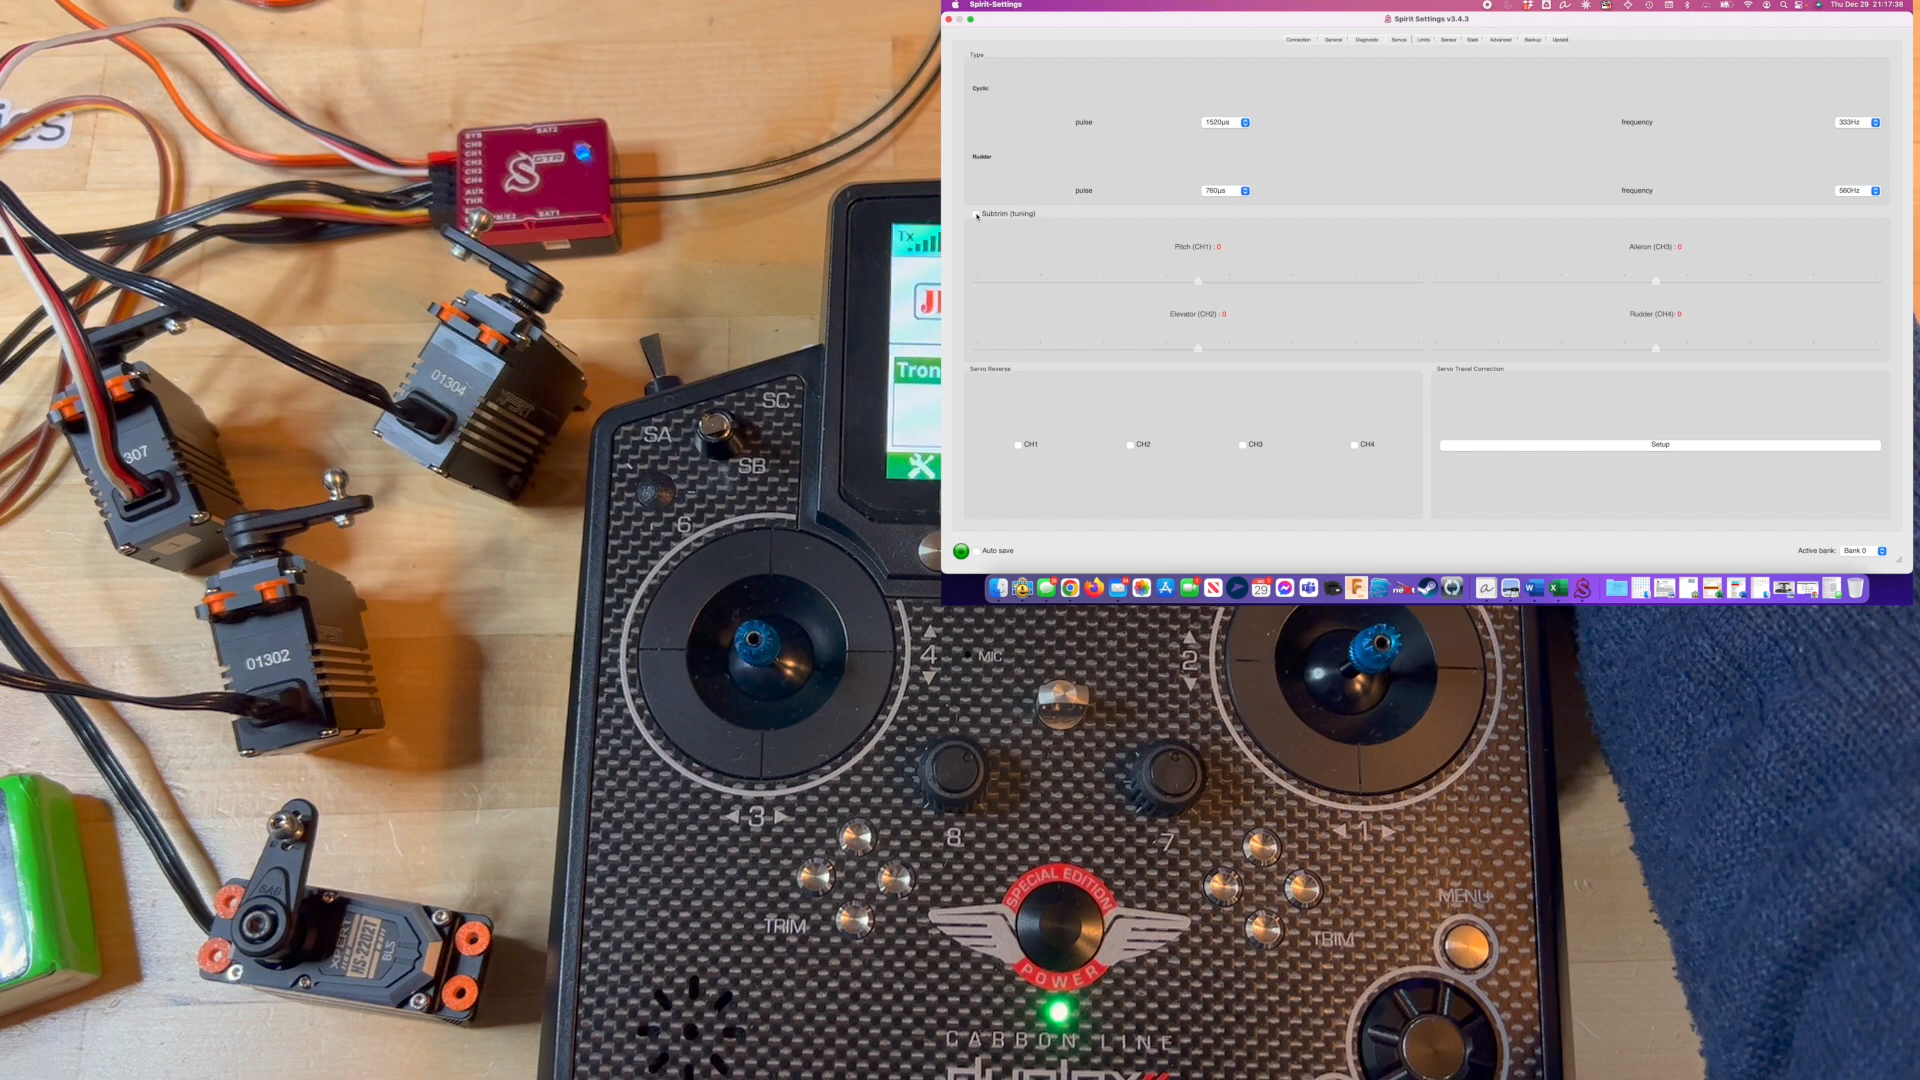 Spirit-Settings
Thu Dec 29 21:17:38
Spirit Settings v3.4.3
Connection General Diagnostic Servos Limits Sensor Stabi Advanced Backup Update
Type
Cyclic
pulse 1520µs frequency 333Hz
Rudder
pulse 760µs frequency 560Hz
Subtrim (tuning)
Pitch (CH1) : 0 Aileron (CH3) : 0
Elevator (CH2) : 0 Rudder (CH4): 0
Servo Reverse Servo Travel Correction
CH1 CH2 CH3 CH4 Setup
Auto save Active bank: Bank 0
SYS
CH1
CH2
CH3
CH4
AUX
THR
SAT2
GTR
SAT1
01304
XPERT
307
01302
SAB
XPERT
BLS
Tx
Tron
SA
SB
SC
6
4
MIC
2
3
8
7
1
TRIM
TRIM
MENU
SPECIAL EDITION
POWER
CARBON LINE
duplex